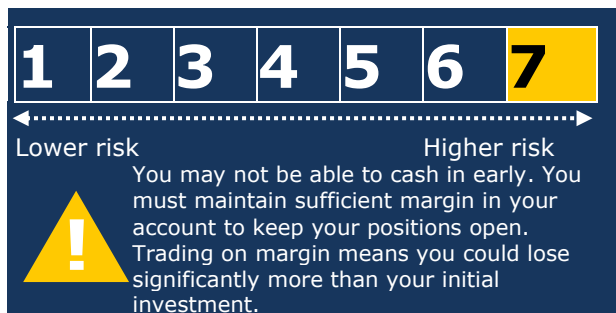 1 2 3 4 5 6 7
Lower risk Higher risk
You may not be able to cash in early. You
must maintain sufficient margin in your
account to keep your positions open.
Trading on margin means you could lose
significantly more than your initial
investment.
!